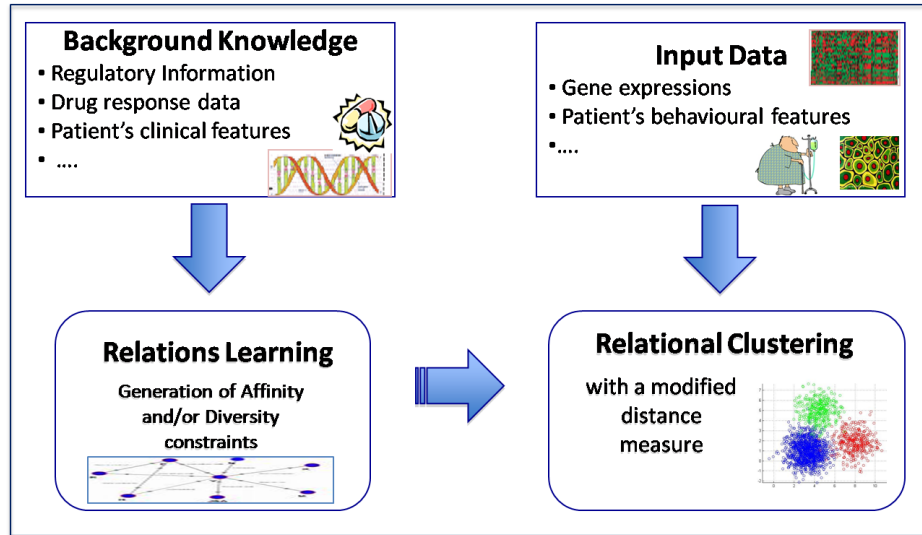 Background Knowledge
▪ Regulatory Information
▪ Drug response data
▪ Patient's clinical features
▪ ....
Input Data
▪ Gene expressions
▪ Patient's behavioural features
▪....
Relations Learning
Generation of Affinity
and/or Diversity
constraints
Relational Clustering
with a modified
distance
measure